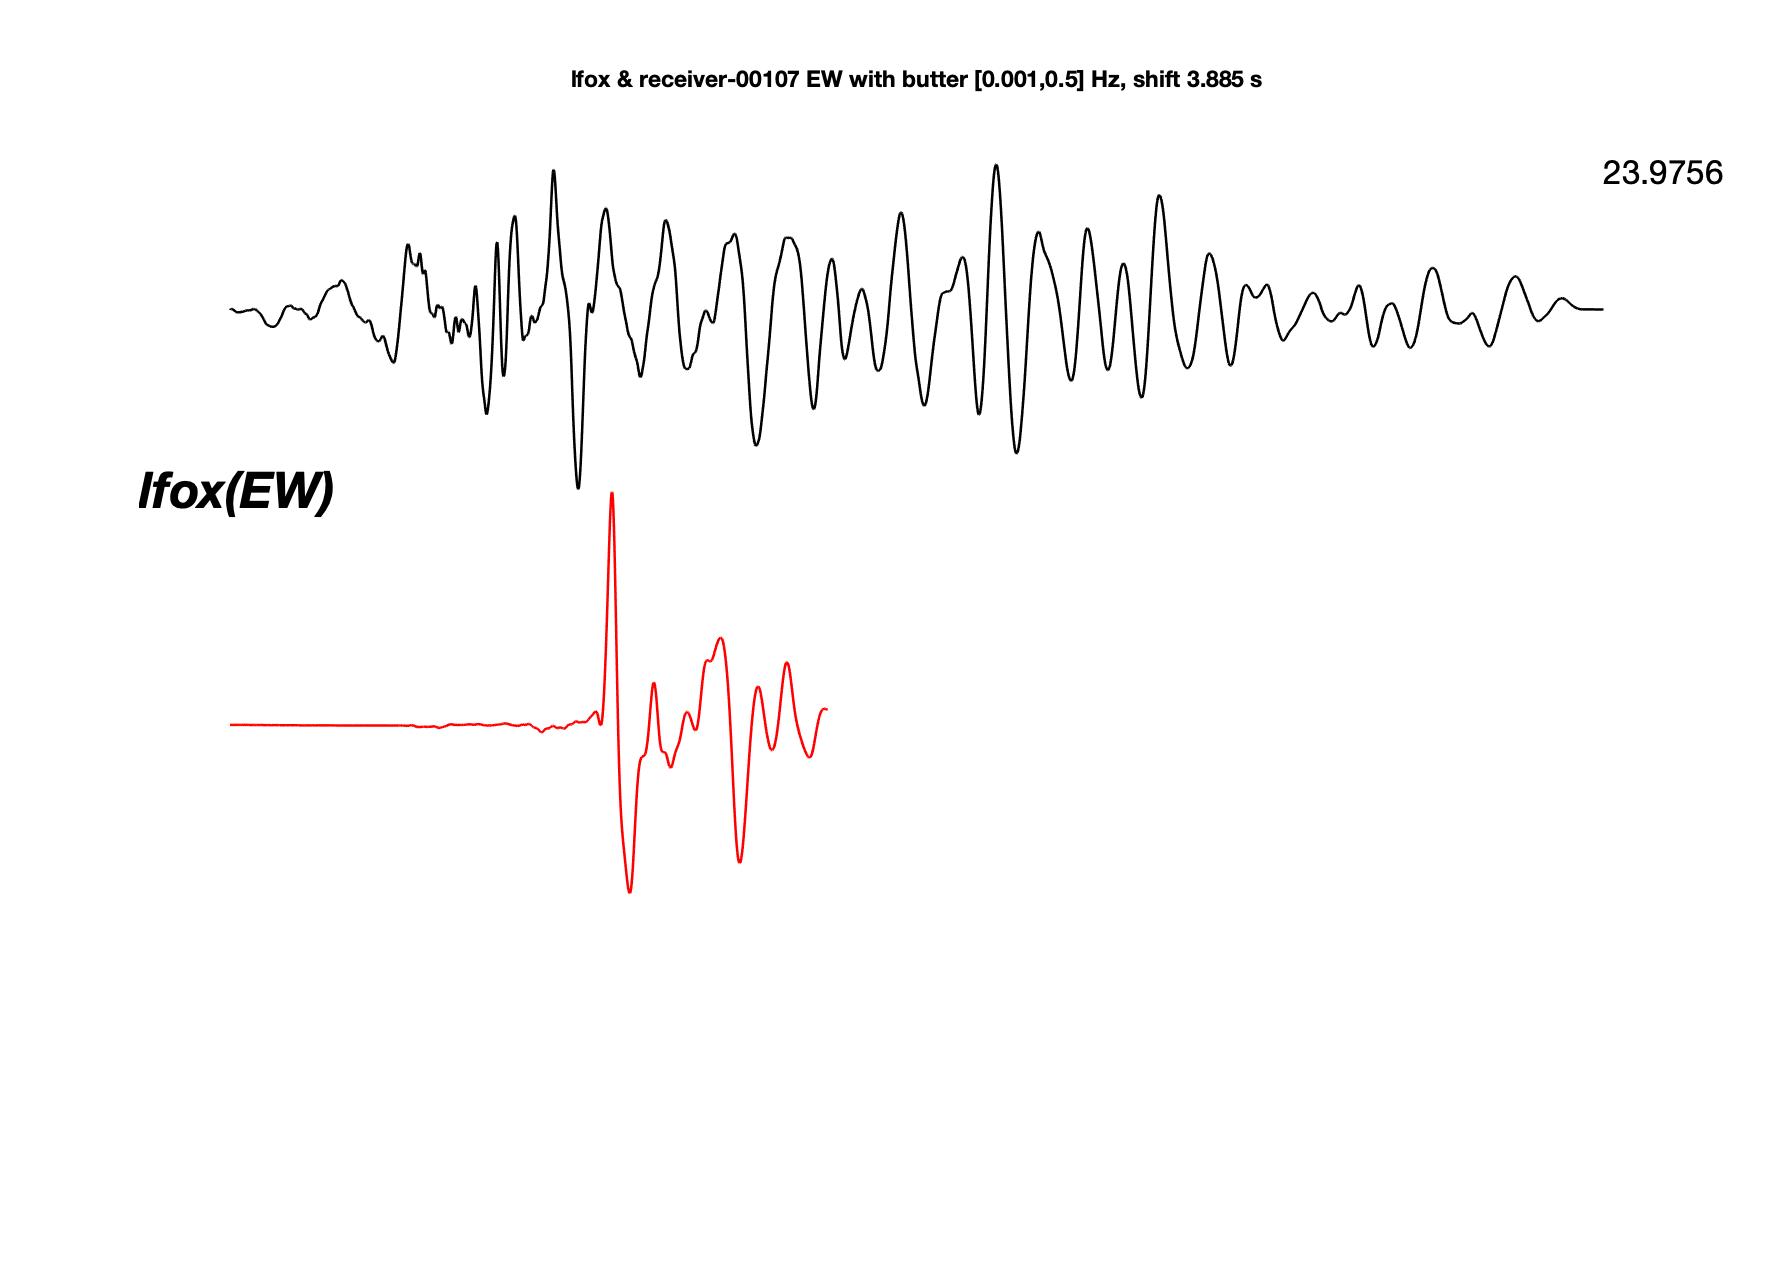 lfox & receiver-00107 EW with butter [0.001,0.5] Hz, shift 3.885 s
23.9756
lfox(EW)